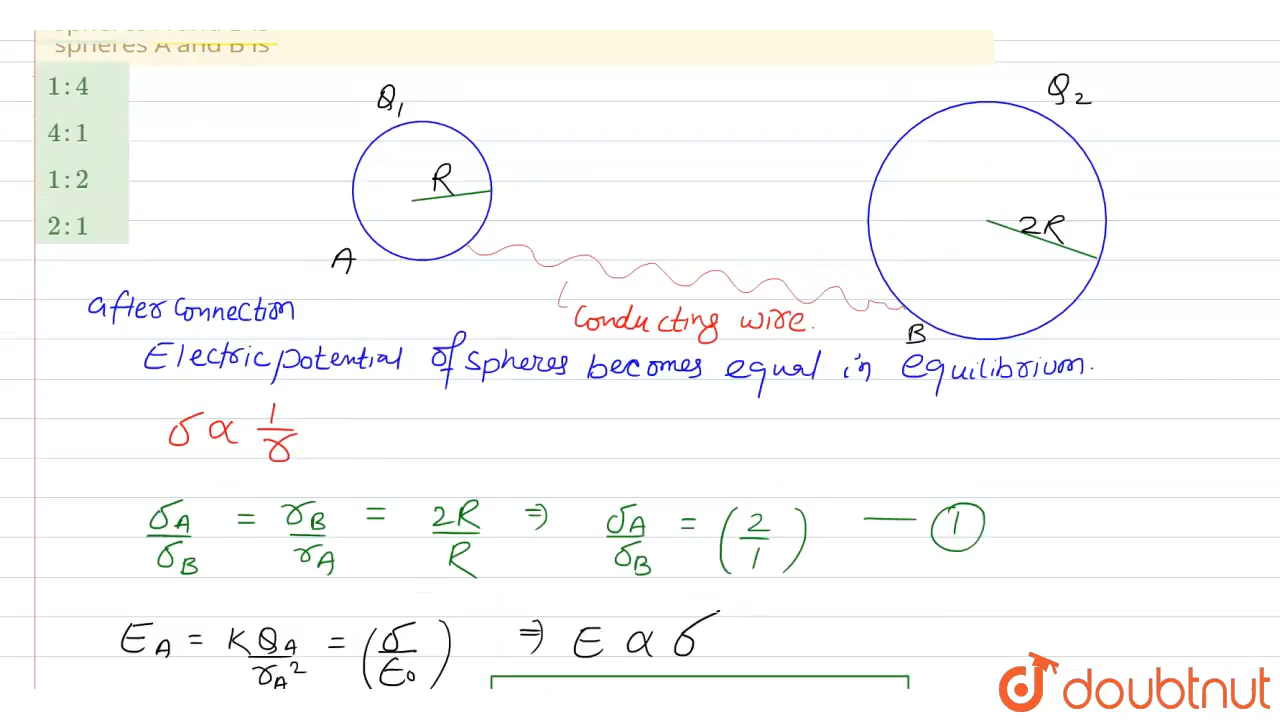 spheres A and B is
1 : 4
4 : 1
1 : 2
2 : 1
Q₁
R
A
Q₂
2R
B
Conducting wire.
after connection
Electric potential of spheres becomes equal in equilibrium.
σ ∝ 1/r
σA/σB = rB/rA = 2R/R ⇒ σA/σB = (2/1) — ①
EA = KQA/rA² = (σ/ε₀) ⇒ E ∝ σ
doubtnut